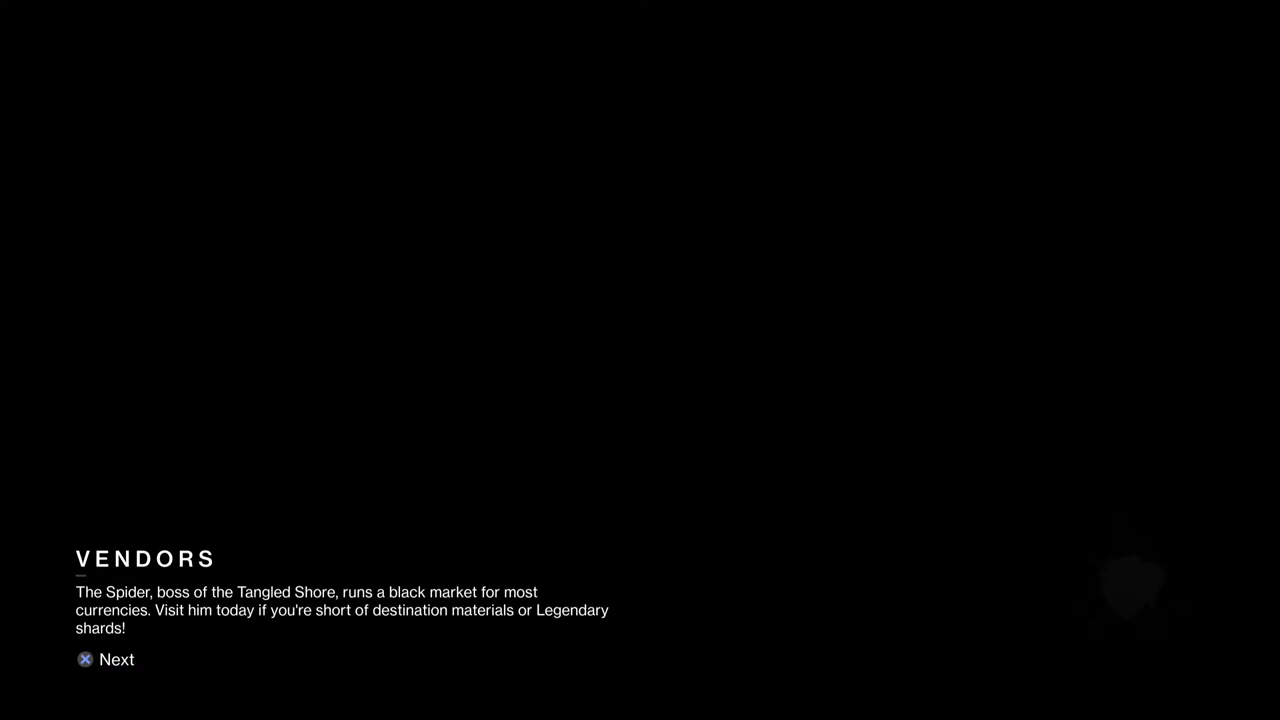 VENDORS
The Spider, boss of the Tangled Shore, runs a black market for most
currencies. Visit him today if you're short of destination materials or Legendary
shards!
Next